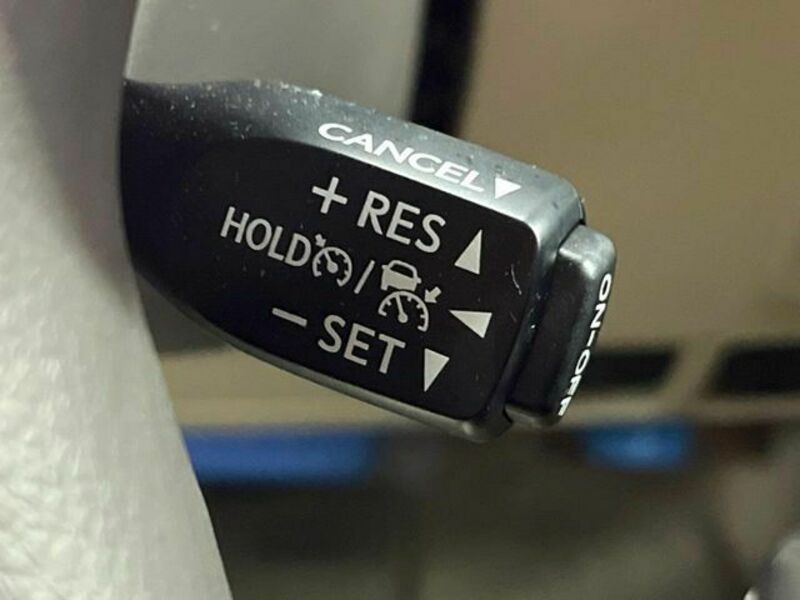 CANCEL▼
+ RES ▲
HOLD / ◀
− SET ▼
ON-OFF